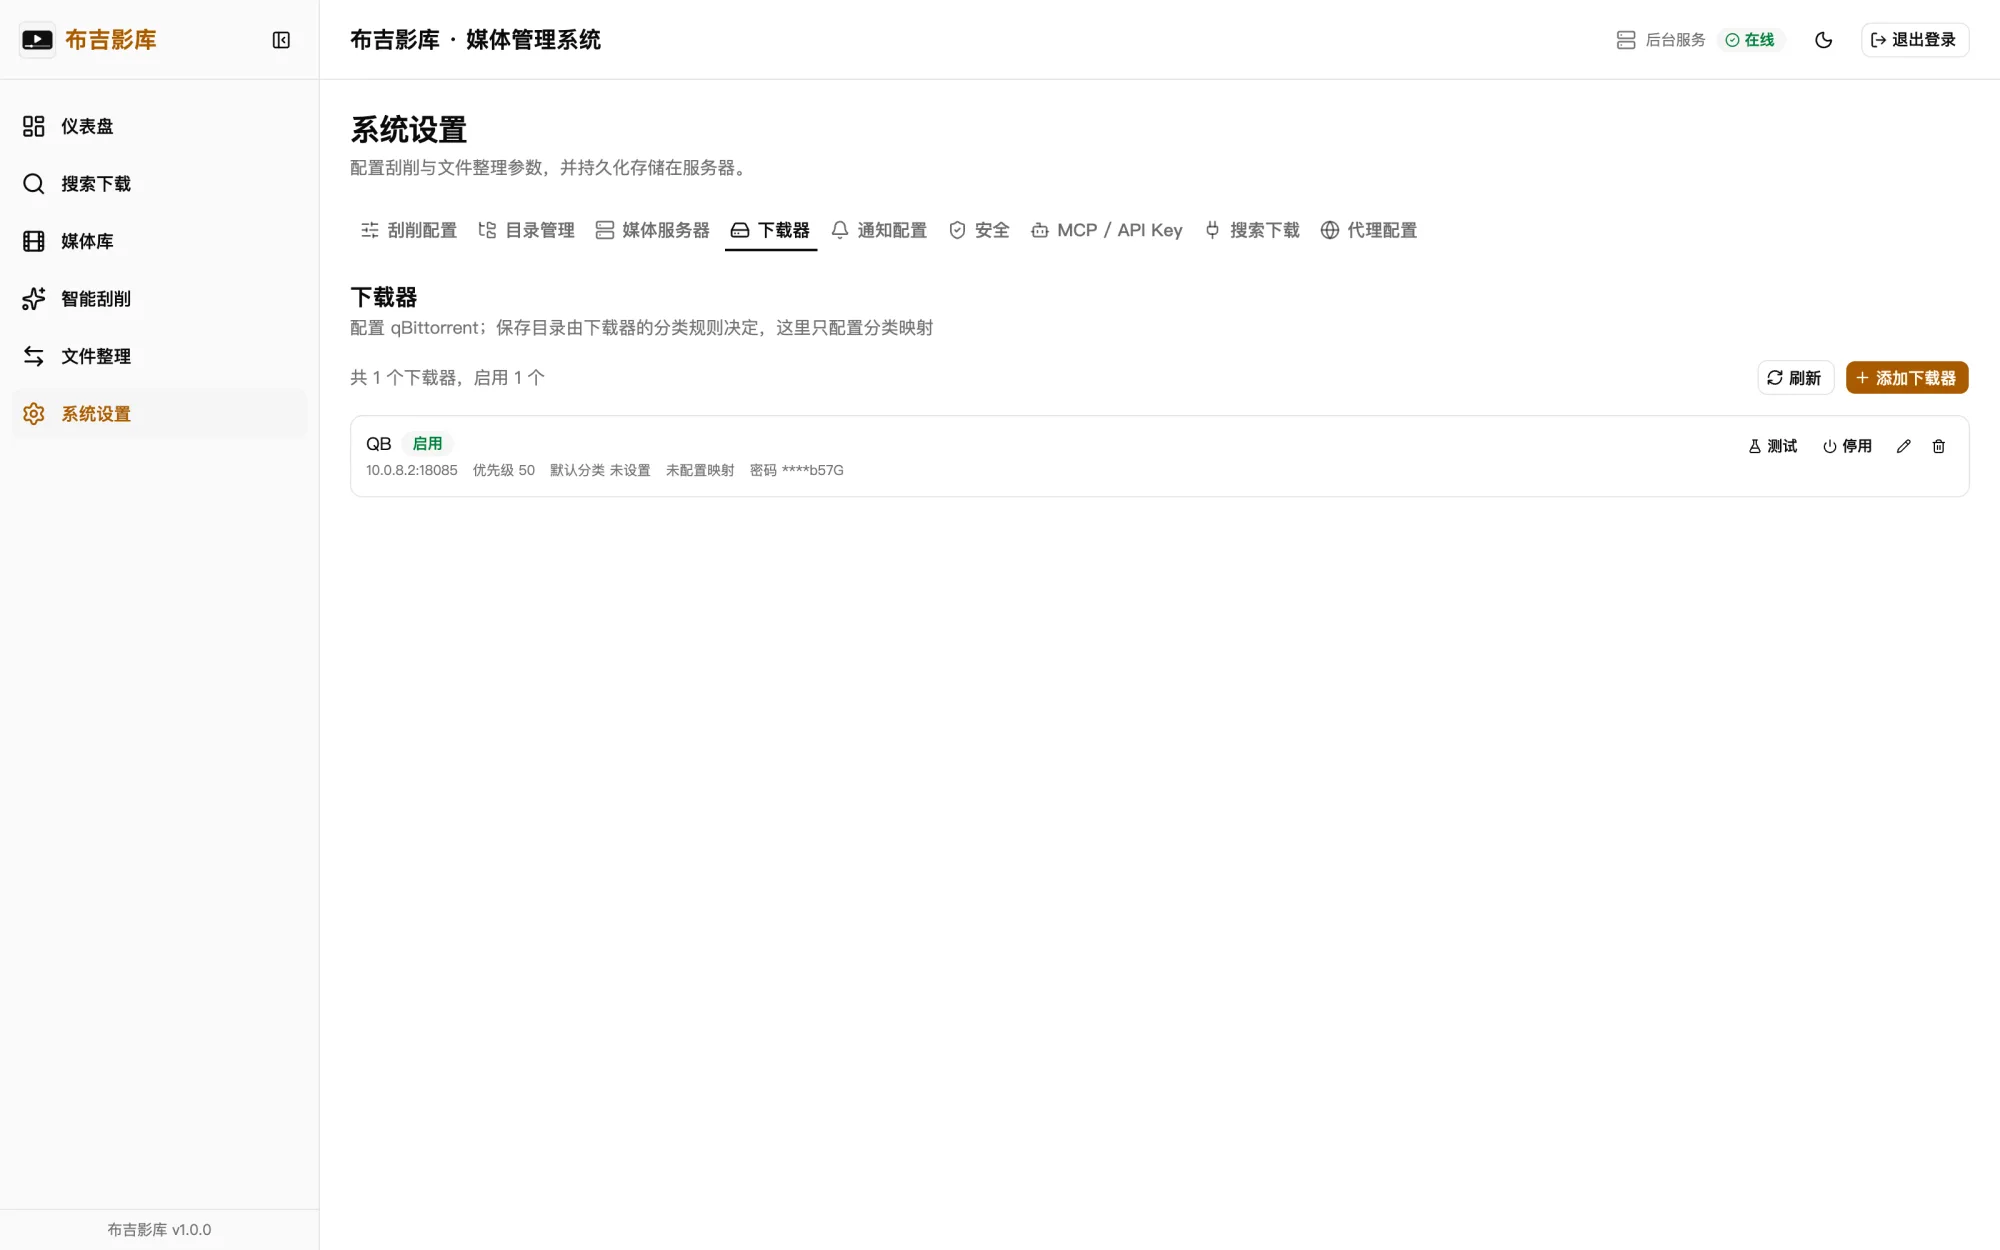 布吉影库
布吉影库 · 媒体管理系统
后台服务 在线 退出登录
仪表盘
搜索下载
媒体库
智能刮削
文件整理
系统设置
系统设置
配置刮削与文件整理参数，并持久化存储在服务器。
刮削配置 目录管理 媒体服务器 下载器 通知配置 安全 MCP / API Key 搜索下载 代理配置
下载器
配置 qBittorrent；保存目录由下载器的分类规则决定，这里只配置分类映射
共 1 个下载器，启用 1 个
刷新 添加下载器
QB 启用
测试 停用
10.0.8.2:18085 优先级 50 默认分类 未设置 未配置映射 密码 ****b57G
布吉影库 v1.0.0